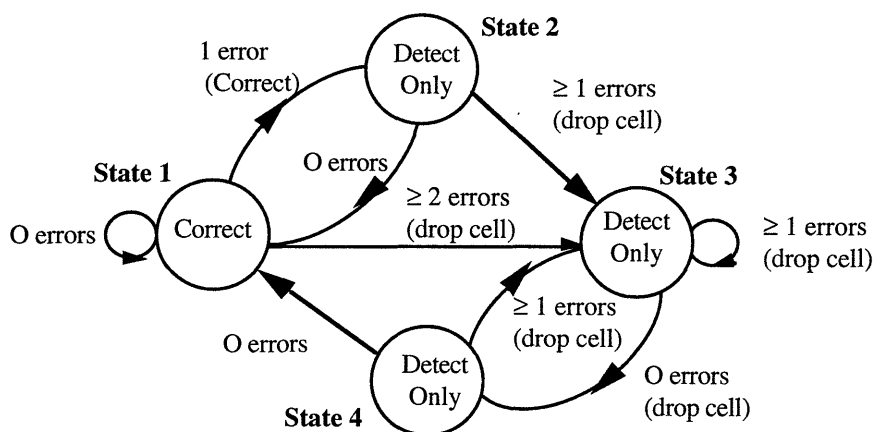 State 2
1 error
(Correct)
Detect
Only
≥ 1 errors
(drop cell)
O errors
State 1
State 3
≥ 2 errors
(drop cell)
O errors
Correct
Detect
Only
≥ 1 errors
(drop cell)
≥ 1 errors
(drop cell)
O errors
Detect
Only
O errors
(drop cell)
State 4